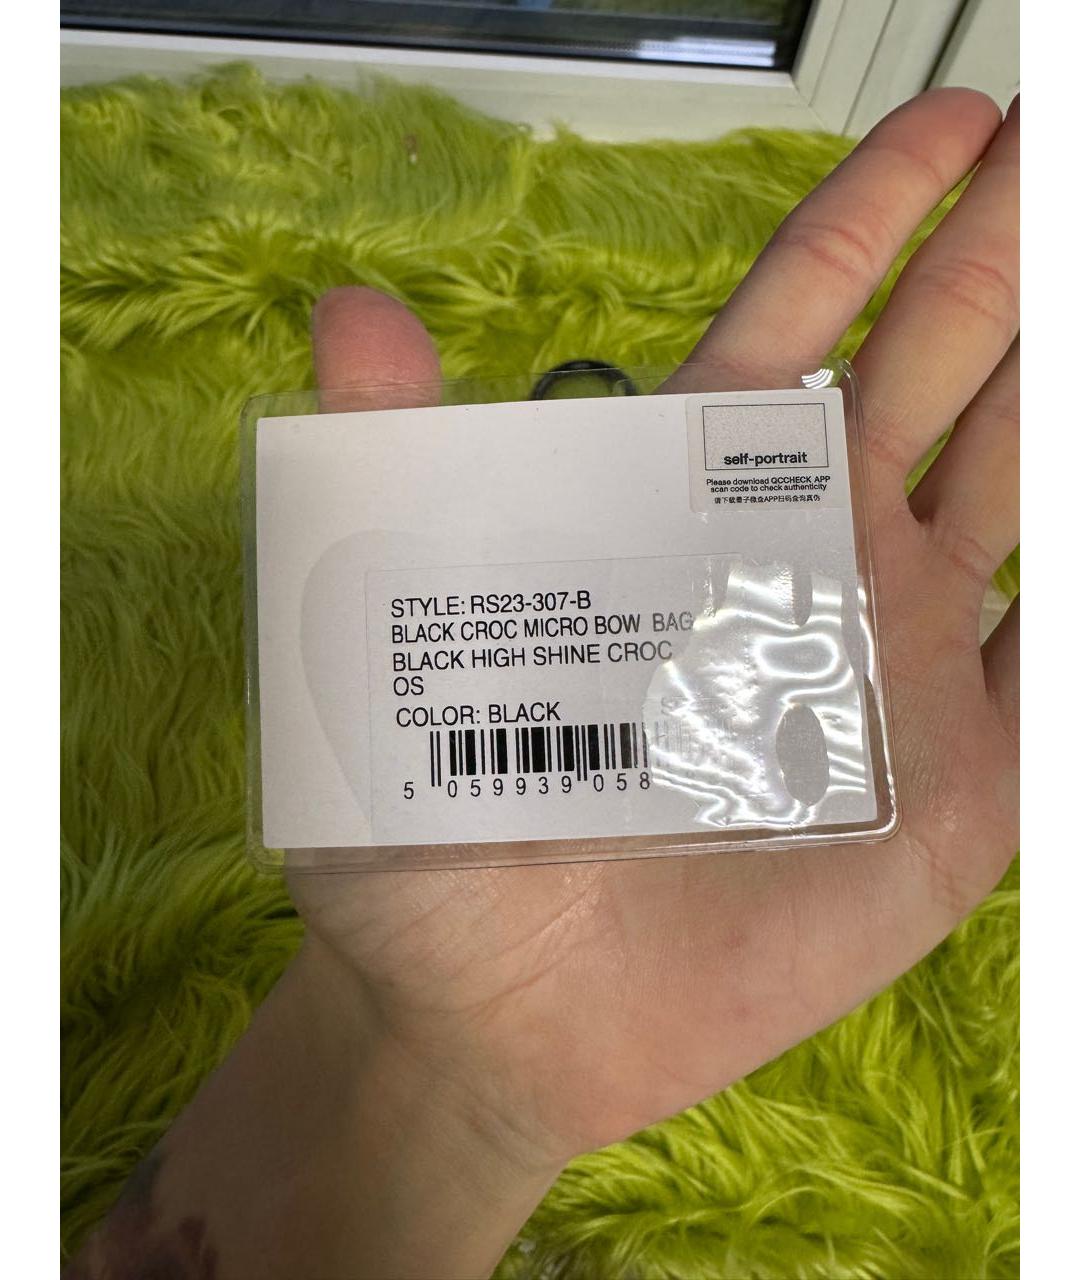 self-portrait
Please download QCCHECK APP
scan code to check authenticity
请下载量子微查APP扫码查询真伪
STYLE: RS23-307-B
BLACK CROC MICRO BOW BAG
BLACK HIGH SHINE CROC
OS
COLOR: BLACK
5 059939 058